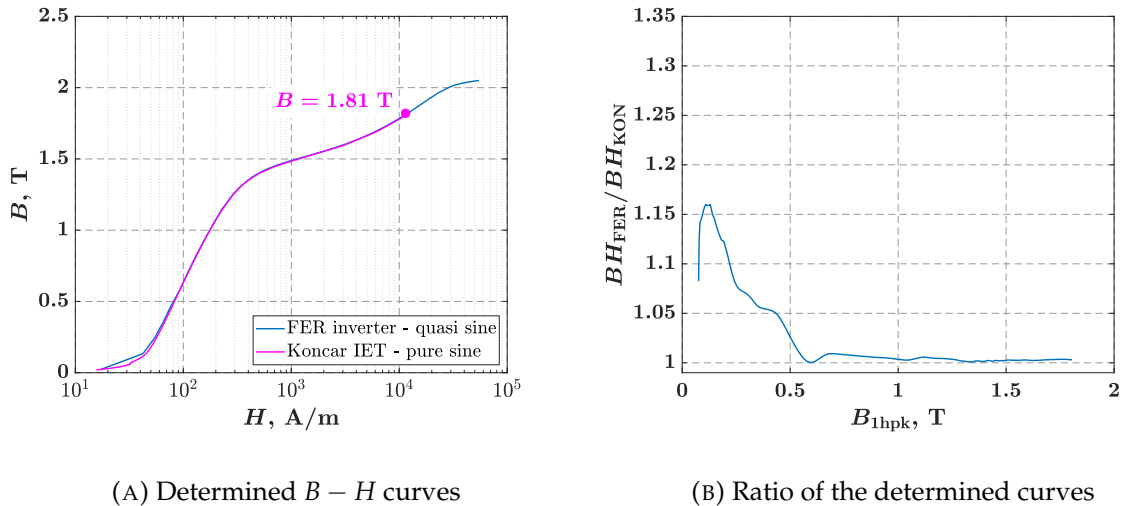 2.5
2
1.5
1
0.5
0
10¹
10²
10³
10⁴
10⁵
B, T
H, A/m
B = 1.81 T
FER inverter - quasi sine
Koncar IET - pure sine
(A) Determined B − H curves
1.35
1.3
1.25
1.2
1.15
1.1
1.05
1
0
0.5
1
1.5
2
BH_FER/BH_KON
B_1hpk, T
(B) Ratio of the determined curves